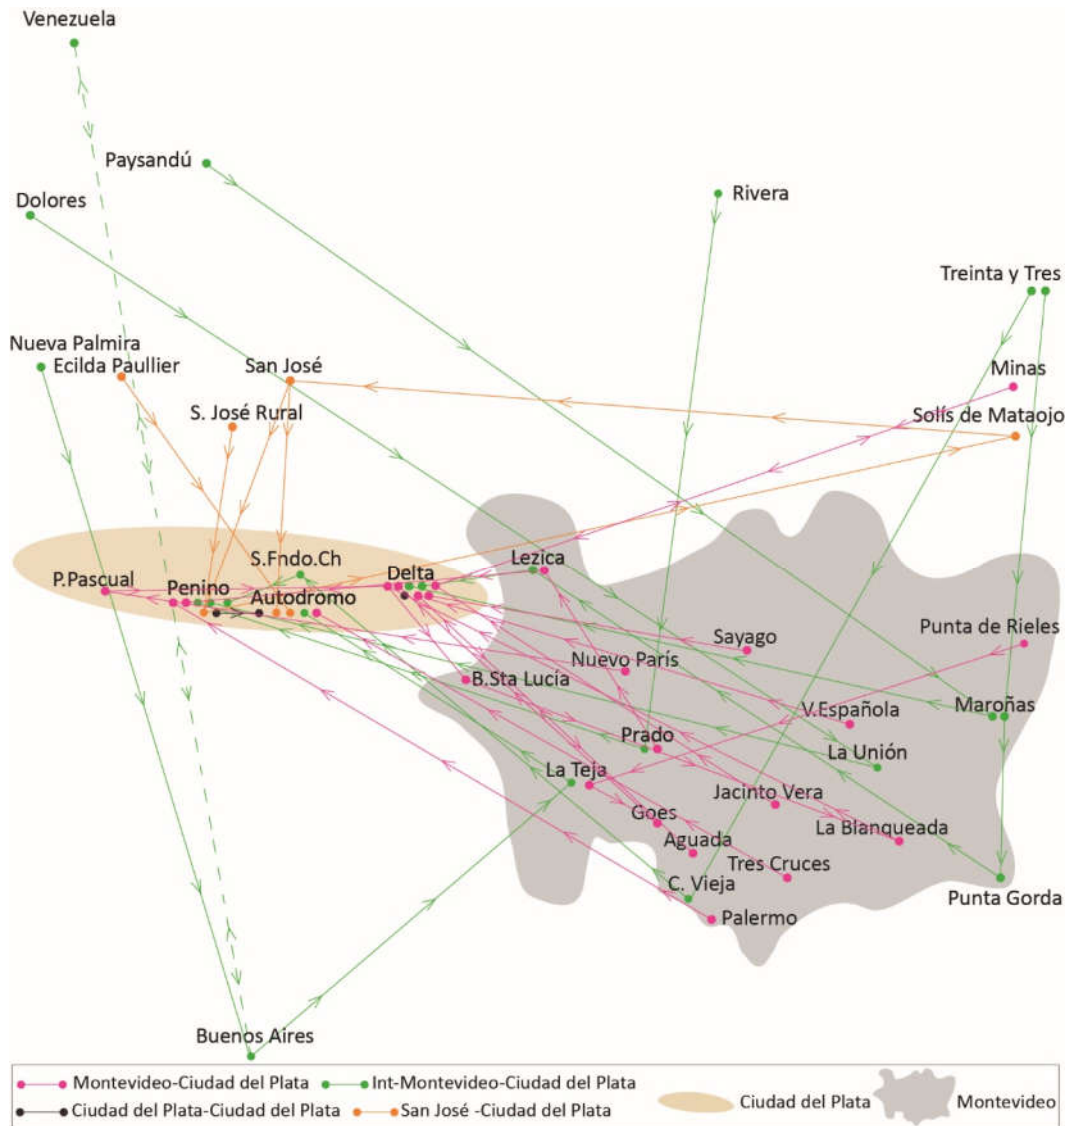 Venezuela
Paysandú
Rivera
Dolores
Treinta y Tres
Nueva Palmira
Ecilda Paullier
San José
Minas
S. José Rural
Solís de Mataojo
S.Fndo.Ch
Lezica
P.Pascual
Penino
Delta
Autodromo
Sayago
Punta de Rieles
Nuevo París
B.Sta Lucía
V.Española
Maroñas
Prado
La Unión
La Teja
Jacinto Vera
Goes
La Blanqueada
Aguada
Tres Cruces
C. Vieja
Punta Gorda
Palermo
Buenos Aires
Montevideo-Ciudad del Plata
Int-Montevideo-Ciudad del Plata
Ciudad del Plata
Montevideo
Ciudad del Plata-Ciudad del Plata
San José -Ciudad del Plata